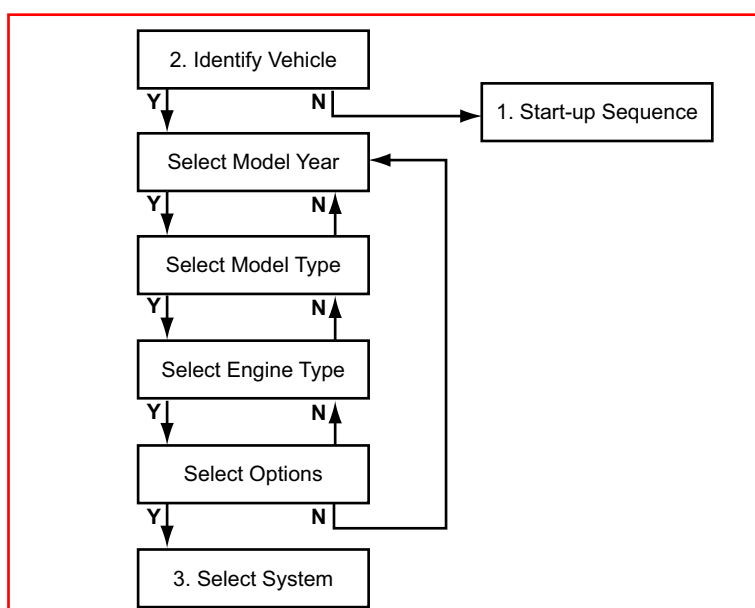 2. Identify Vehicle
Y
N
1. Start-up Sequence
Select Model Year
Y
N
Select Model Type
Y
N
Select Engine Type
Y
N
Select Options
Y
N
3. Select System